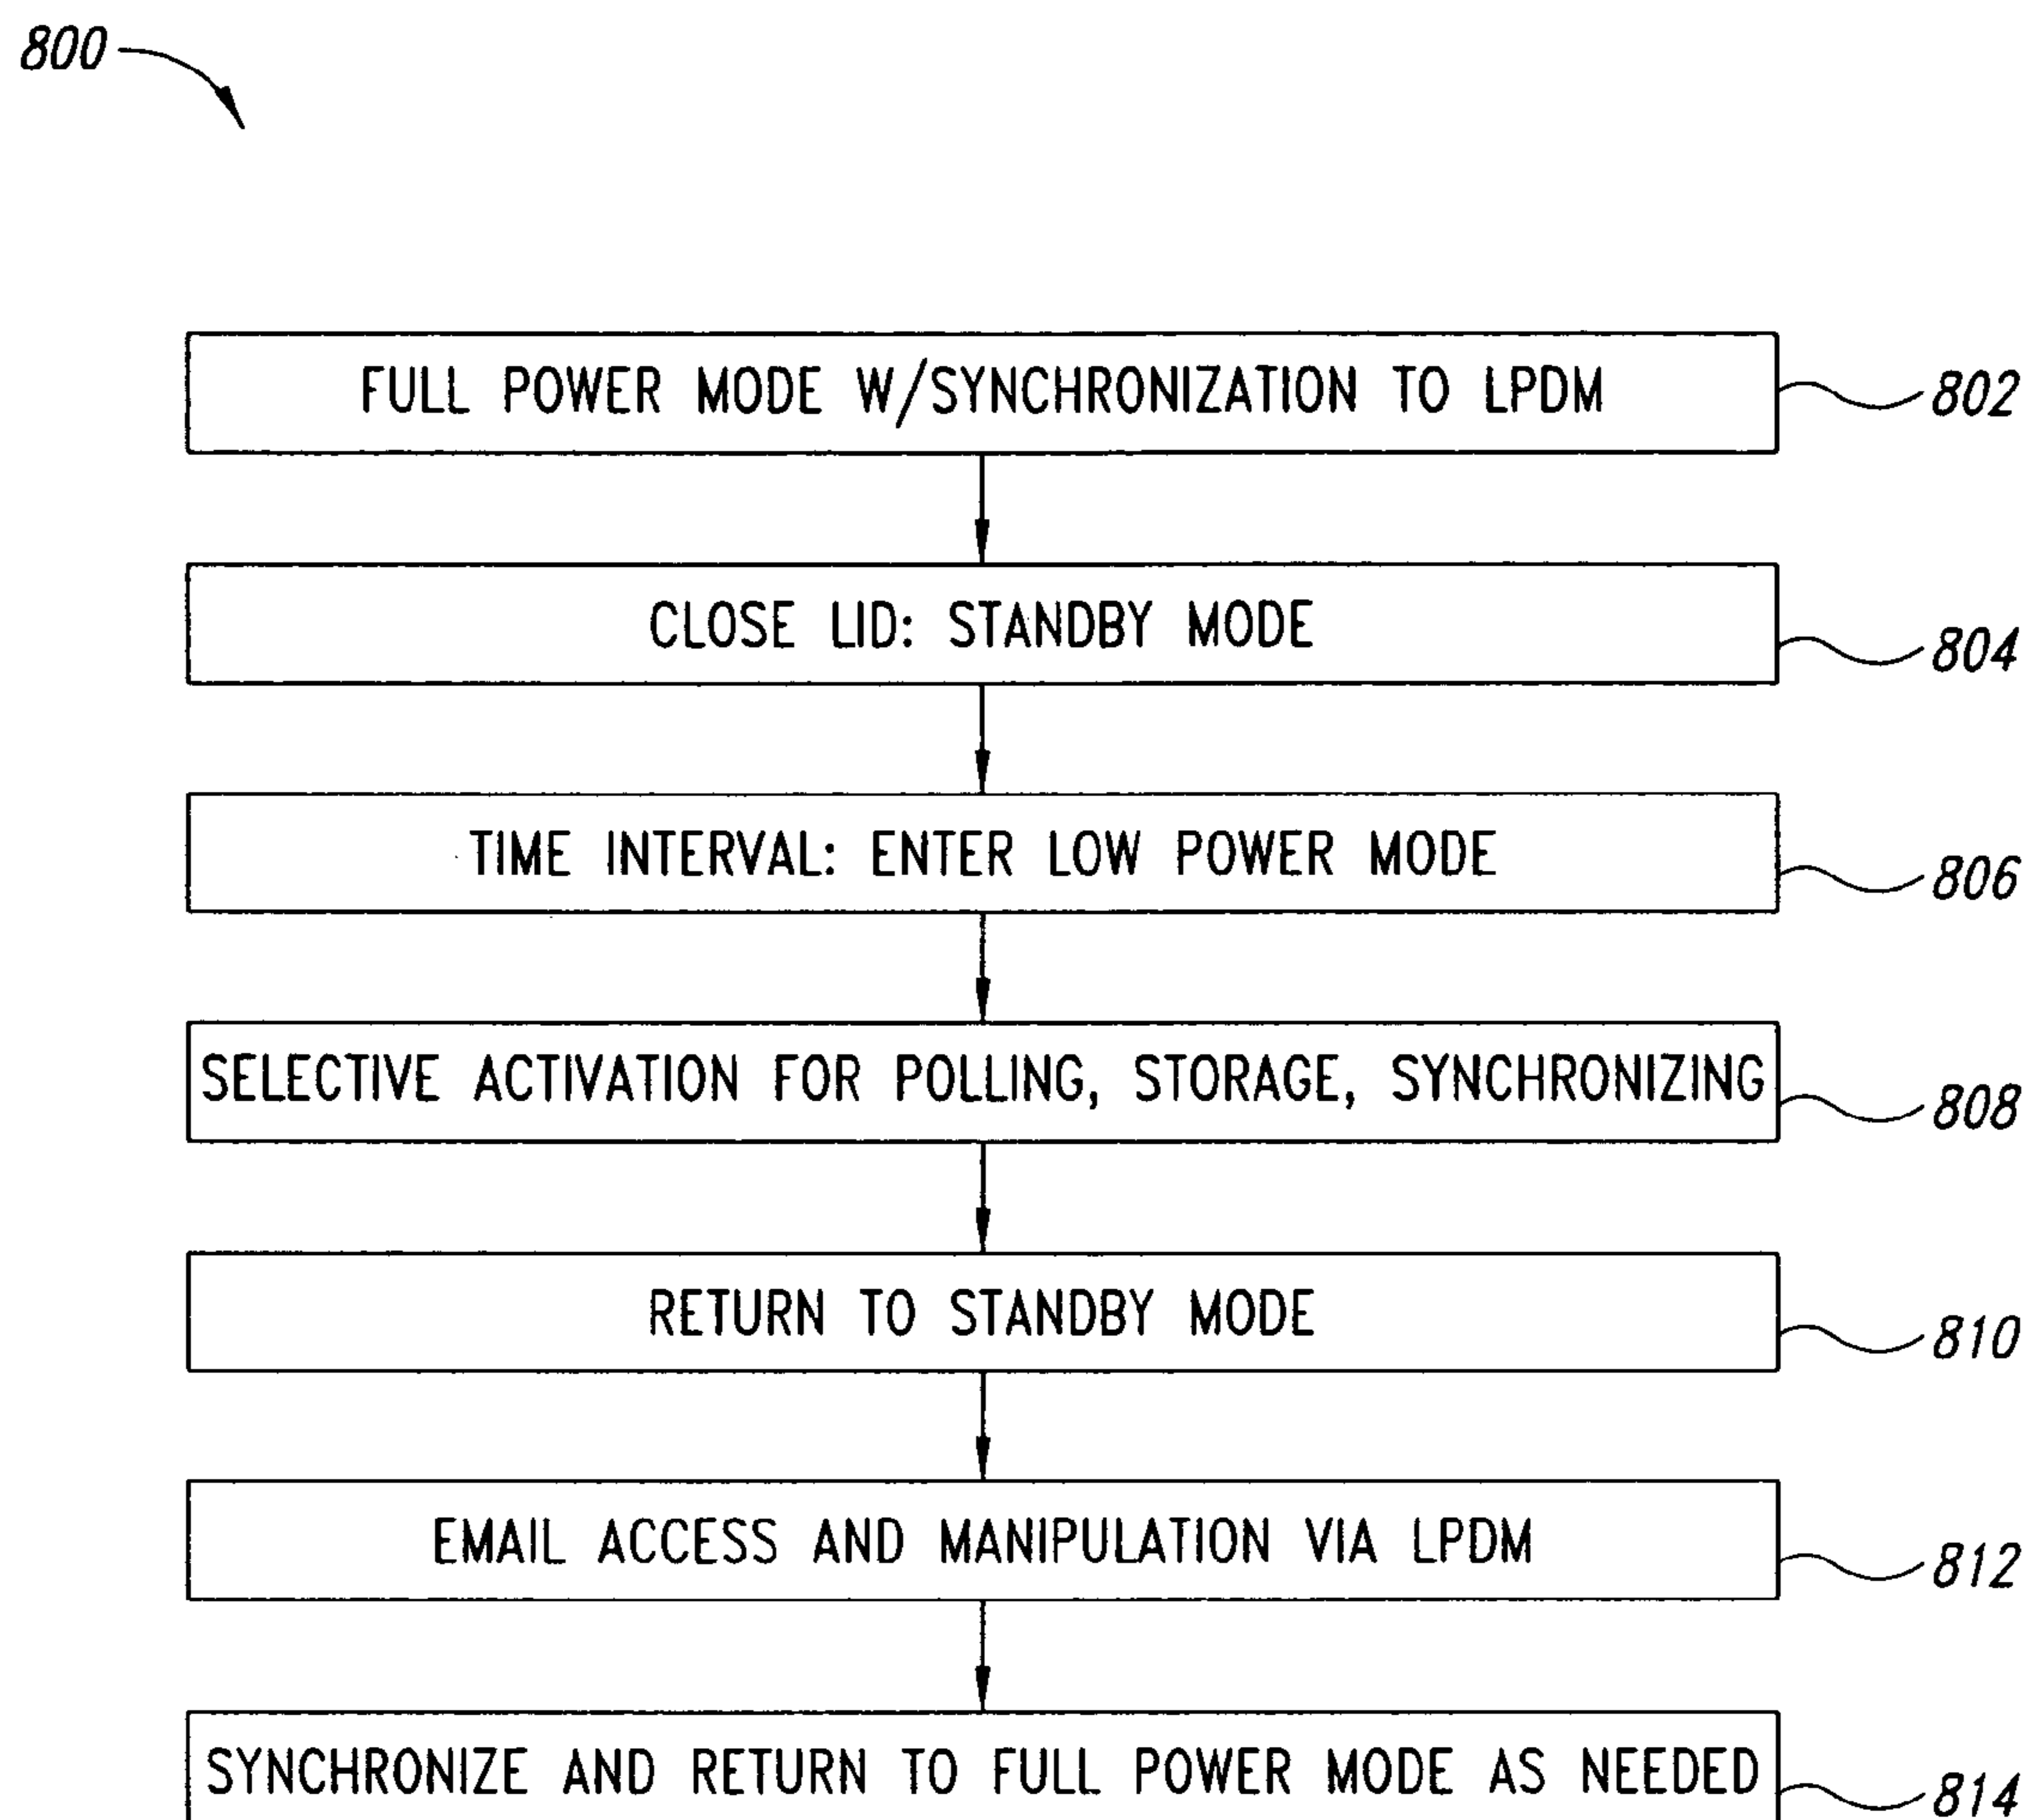 800
FULL POWER MODE W/SYNCHRONIZATION TO LPDM
802
CLOSE LID: STANDBY MODE
804
TIME INTERVAL: ENTER LOW POWER MODE
806
SELECTIVE ACTIVATION FOR POLLING, STORAGE, SYNCHRONIZING
808
RETURN TO STANDBY MODE
810
EMAIL ACCESS AND MANIPULATION VIA LPDM
812
SYNCHRONIZE AND RETURN TO FULL POWER MODE AS NEEDED
814